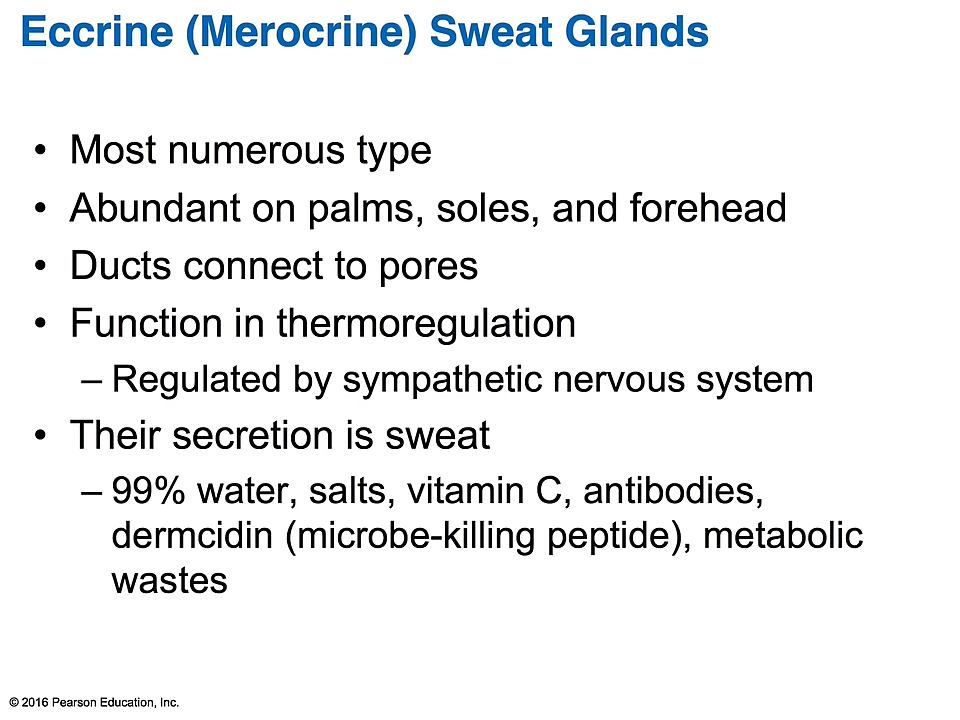 Eccrine (Merocrine) Sweat Glands
• Most numerous type
• Abundant on palms, soles, and forehead
• Ducts connect to pores
• Function in thermoregulation
– Regulated by sympathetic nervous system
• Their secretion is sweat
– 99% water, salts, vitamin C, antibodies,
dermcidin (microbe-killing peptide), metabolic
wastes
© 2016 Pearson Education, Inc.